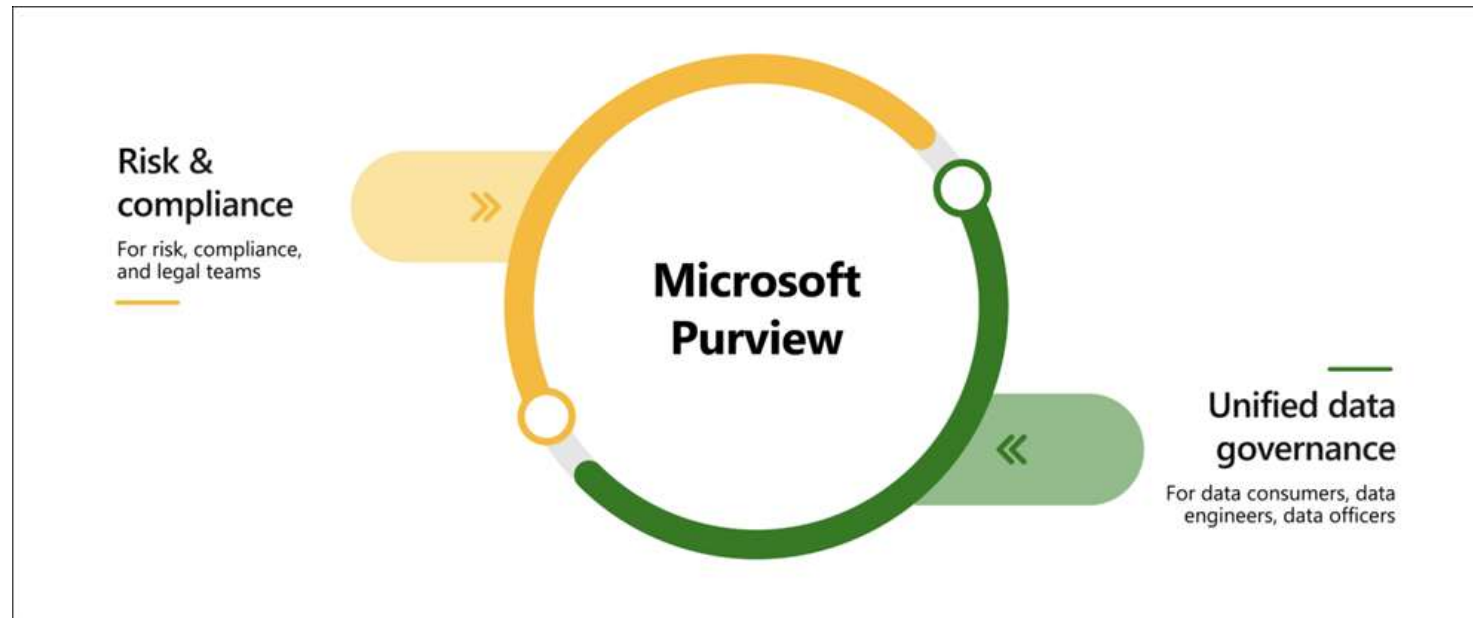 Risk &
compliance
For risk, compliance,
and legal teams
Microsoft
Purview
Unified data
governance
For data consumers, data
engineers, data officers